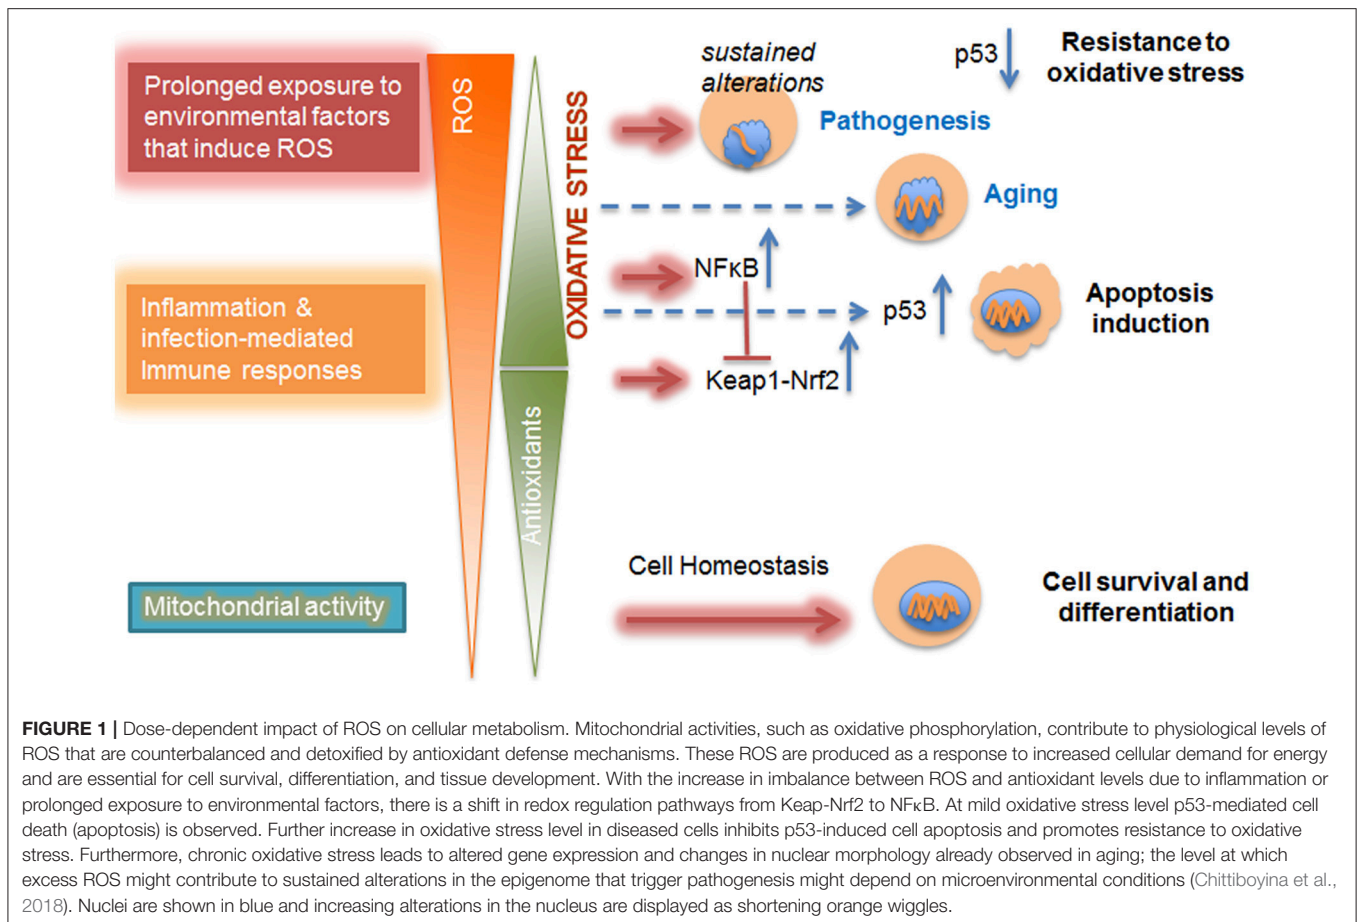 Prolonged exposure to
environmental factors
that induce ROS
Inflammation &
infection-mediated
Immune responses
Mitochondrial activity
ROS
Antioxidants
OXIDATIVE STRESS
sustained
alterations
Pathogenesis
p53
Resistance to
oxidative stress
Aging
NFκB
p53
Apoptosis
induction
Keap1-Nrf2
Cell Homeostasis
Cell survival and
differentiation
FIGURE 1 | Dose-dependent impact of ROS on cellular metabolism. Mitochondrial activities, such as oxidative phosphorylation, contribute to physiological levels of
ROS that are counterbalanced and detoxified by antioxidant defense mechanisms. These ROS are produced as a response to increased cellular demand for energy
and are essential for cell survival, differentiation, and tissue development. With the increase in imbalance between ROS and antioxidant levels due to inflammation or
prolonged exposure to environmental factors, there is a shift in redox regulation pathways from Keap-Nrf2 to NFκB. At mild oxidative stress level p53-mediated cell
death (apoptosis) is observed. Further increase in oxidative stress level in diseased cells inhibits p53-induced cell apoptosis and promotes resistance to oxidative
stress. Furthermore, chronic oxidative stress leads to altered gene expression and changes in nuclear morphology already observed in aging; the level at which
excess ROS might contribute to sustained alterations in the epigenome that trigger pathogenesis might depend on microenvironmental conditions (Chittiboyina et al.,
2018). Nuclei are shown in blue and increasing alterations in the nucleus are displayed as shortening orange wiggles.